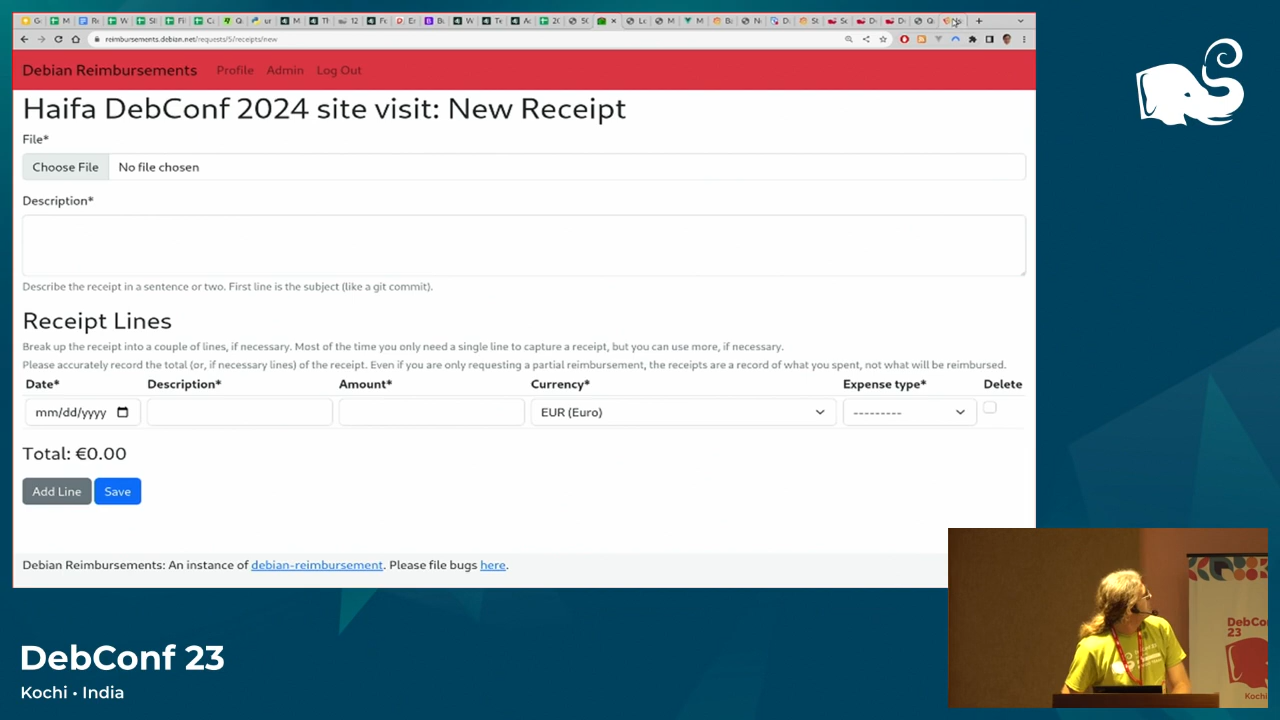 reimbursements.debian.net/requests/5/receipts/new
Debian Reimbursements Profile Admin Log Out
Haifa DebConf 2024 site visit: New Receipt
File*
Choose File No file chosen
Description*
Describe the receipt in a sentence or two. First line is the subject (like a git commit).
Receipt Lines
Break up the receipt into a couple of lines, if necessary. Most of the time you only need a single line to capture a receipt, but you can use more, if necessary.
Please accurately record the total (or, if necessary lines) of the receipt. Even if you are only requesting a partial reimbursement, the receipts are a record of what you spent, not what will be reimbursed.
Date* Description* Amount* Currency* Expense type* Delete
mm/dd/yyyy EUR (Euro) ---------
Total: €0.00
Add Line Save
Debian Reimbursements: An instance of debian-reimbursement. Please file bugs here.
DebConf 23
Kochi • India
DebCon
23
Kochi